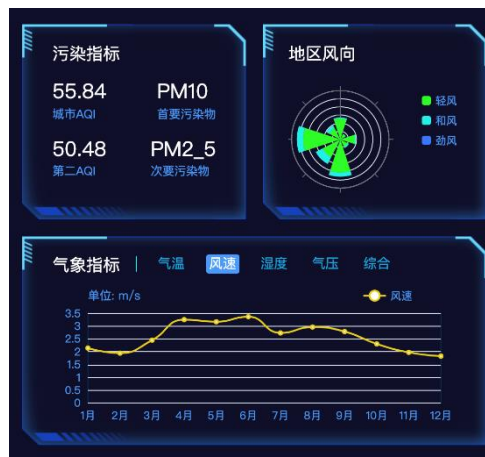 污染指标
55.84 PM10
城市AQI 首要污染物
50.48 PM2_5
第二AQI 次要污染物
地区风向
轻风
和风
劲风
气象指标 | 气温 风速 湿度 气压 综合
单位: m/s 风速
3.5
3
2.5
2
1.5
1
0.5
0
1月 2月 3月 4月 5月 6月 7月 8月 9月 10月 11月 12月